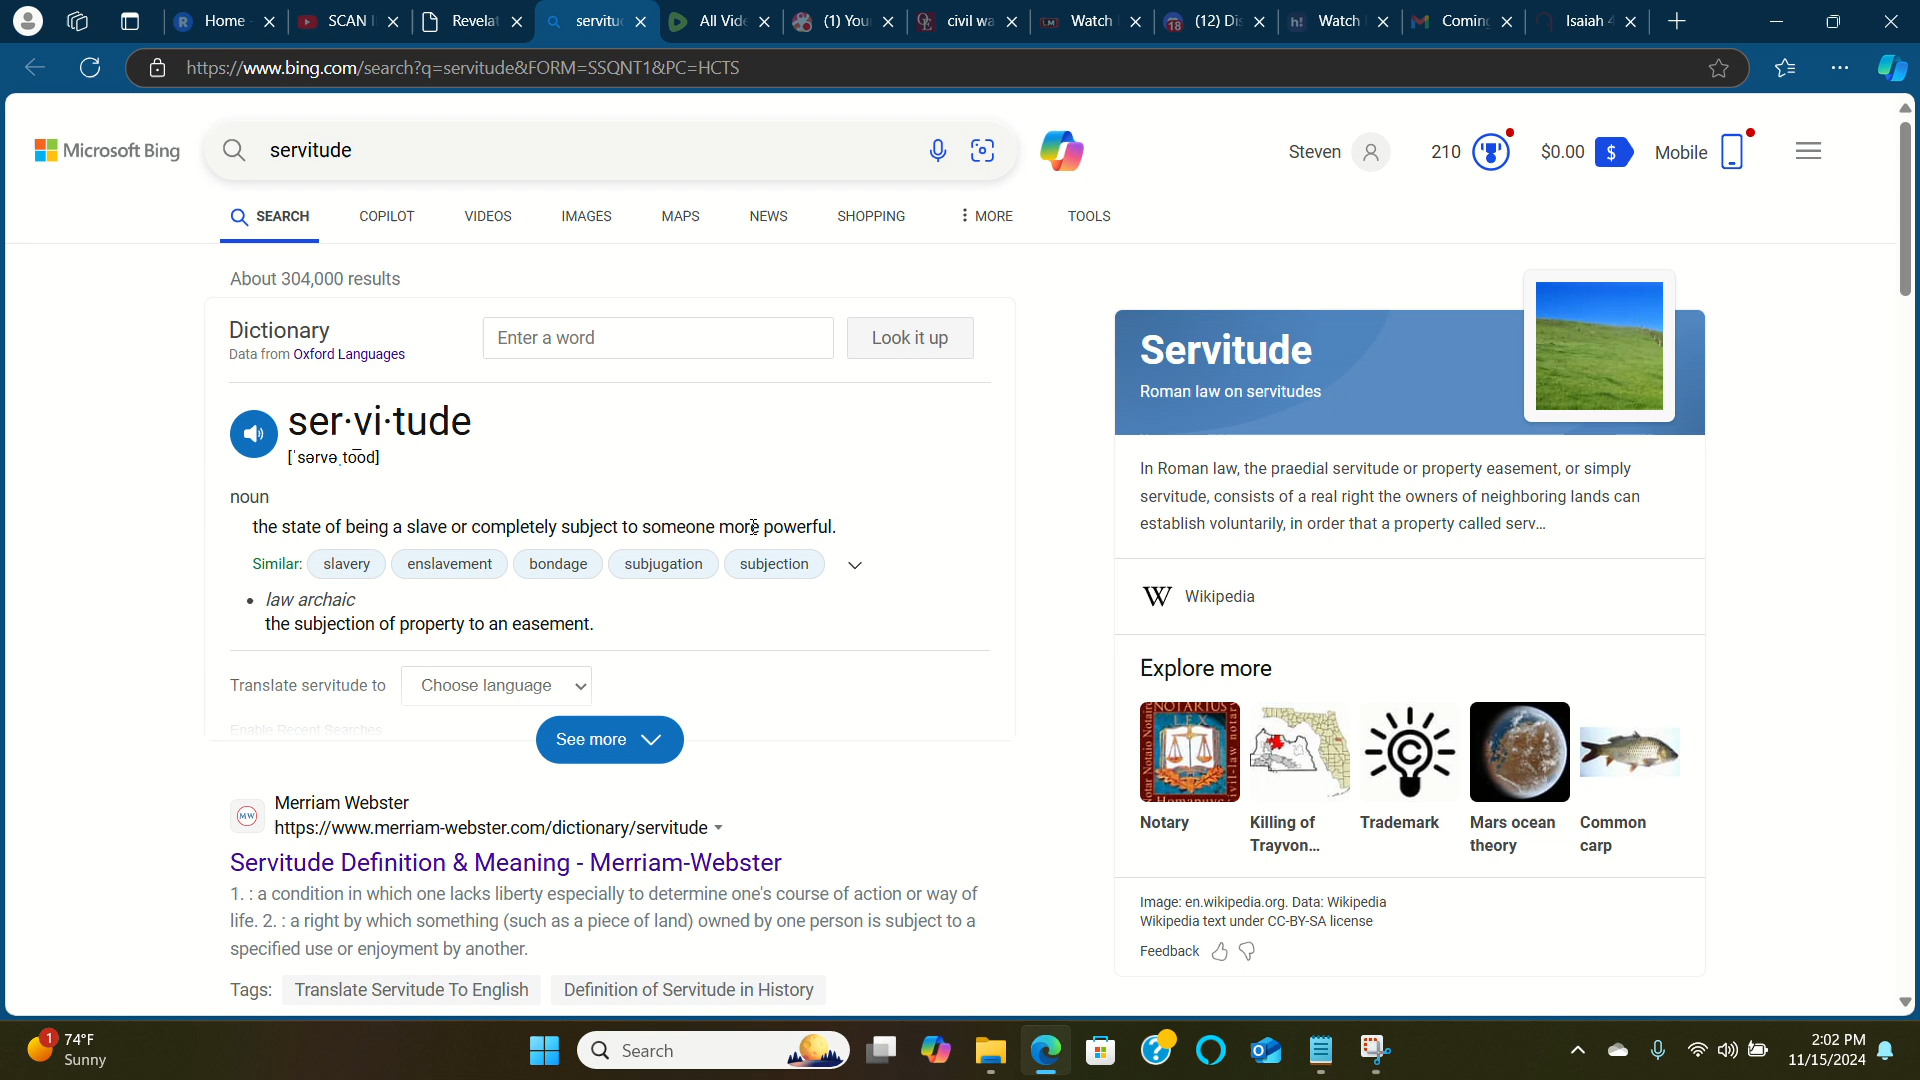 Home
SCAN
Revelat
servitu
All Vide
(1) You
civil wa
Watch
(12) Dis
Watch
Coming
Isaiah 4
https://www.bing.com/search?q=servitude&FORM=SSQNT1&PC=HCTS
Microsoft Bing
servitude
Steven
210
$0.00
$
Mobile
SEARCH
COPILOT
VIDEOS
IMAGES
MAPS
NEWS
SHOPPING
MORE
TOOLS
About 304,000 results
Dictionary
Data from Oxford Languages
Enter a word
Look it up
ser·vi·tude
[ˈsərvəˌto͞od]
noun
the state of being a slave or completely subject to someone more powerful.
Similar: slavery enslavement bondage subjugation subjection
• law archaic
the subjection of property to an easement.
Translate servitude to Choose language
Enable Recent Searches
See more
Merriam Webster
https://www.merriam-webster.com/dictionary/servitude
Servitude Definition & Meaning - Merriam-Webster
1. : a condition in which one lacks liberty especially to determine one's course of action or way of
life. 2. : a right by which something (such as a piece of land) owned by one person is subject to a
specified use or enjoyment by another.
Tags: Translate Servitude To English Definition of Servitude in History
Servitude
Roman law on servitudes
In Roman law, the praedial servitude or property easement, or simply
servitude, consists of a real right the owners of neighboring lands can
establish voluntarily, in order that a property called serv...
W Wikipedia
Explore more
Notary
Killing of
Trayvon...
Trademark
Mars ocean
theory
Common
carp
Image: en.wikipedia.org. Data: Wikipedia
Wikipedia text under CC-BY-SA license
Feedback
1
74°F
Sunny
Search
2:02 PM
11/15/2024